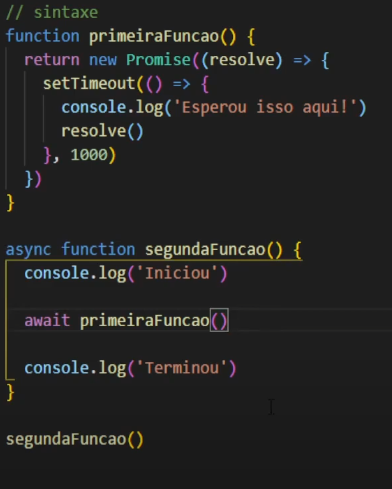 // sintaxe
function primeiraFuncao() {
  return new Promise((resolve) => {
    setTimeout(() => {
      console.log('Esperou isso aqui!')
      resolve()
    }, 1000)
  })
}

async function segundaFuncao() {
  console.log('Iniciou')

  await primeiraFuncao()

  console.log('Terminou')
}

segundaFuncao()